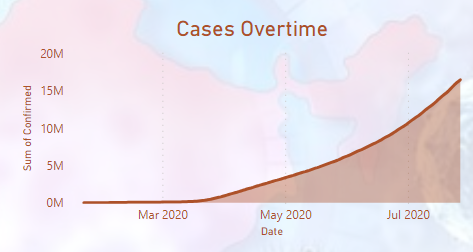 Cases Overtime
20M
15M
10M
5M
0M
Sum of Confirmed
Mar 2020 May 2020 Jul 2020
Date